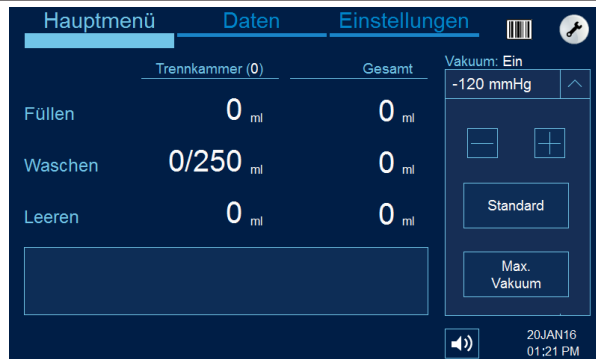 Hauptmenü Daten Einstellungen
Vakuum: Ein
Trennkammer (0) Gesamt
-120 mmHg
Füllen 0 ml 0 ml
Waschen 0/250 ml 0 ml
Standard
Leeren 0 ml 0 ml
Max.
Vakuum
20JAN16
01:21 PM